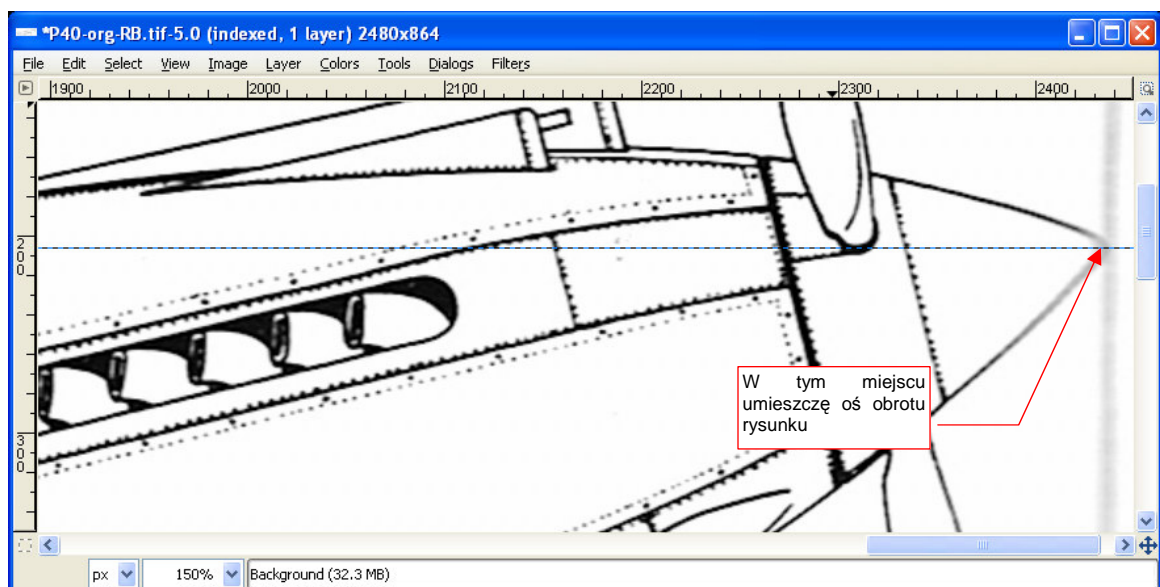 *P40-org-RB.tif-5.0 (indexed, 1 layer) 2480x864
File Edit Select View Image Layer Colors Tools Dialogs Filters
1900 2000 2100 2200 2300 2400
200
W tym miejscu
umieszczę oś obrotu
rysunku
300
px 150% Background (32.3 MB)